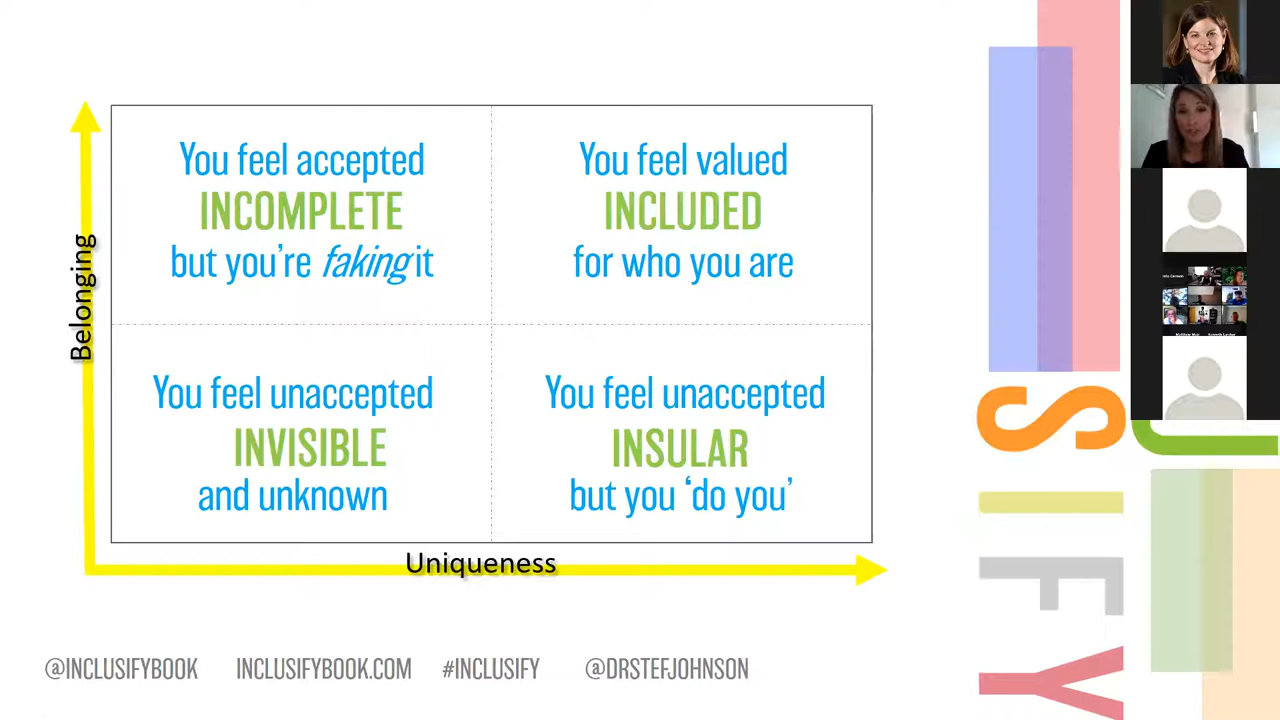 You feel accepted
INCOMPLETE
but you're faking it
You feel valued
INCLUDED
for who you are
Belonging
You feel unaccepted
INVISIBLE
and unknown
You feel unaccepted
INSULAR
but you ‘do you’
Uniqueness
@INCLUSIFYBOOK
INCLUSIFYBOOK.COM
#INCLUSIFY
@DRSTEFJOHNSON
SIFY